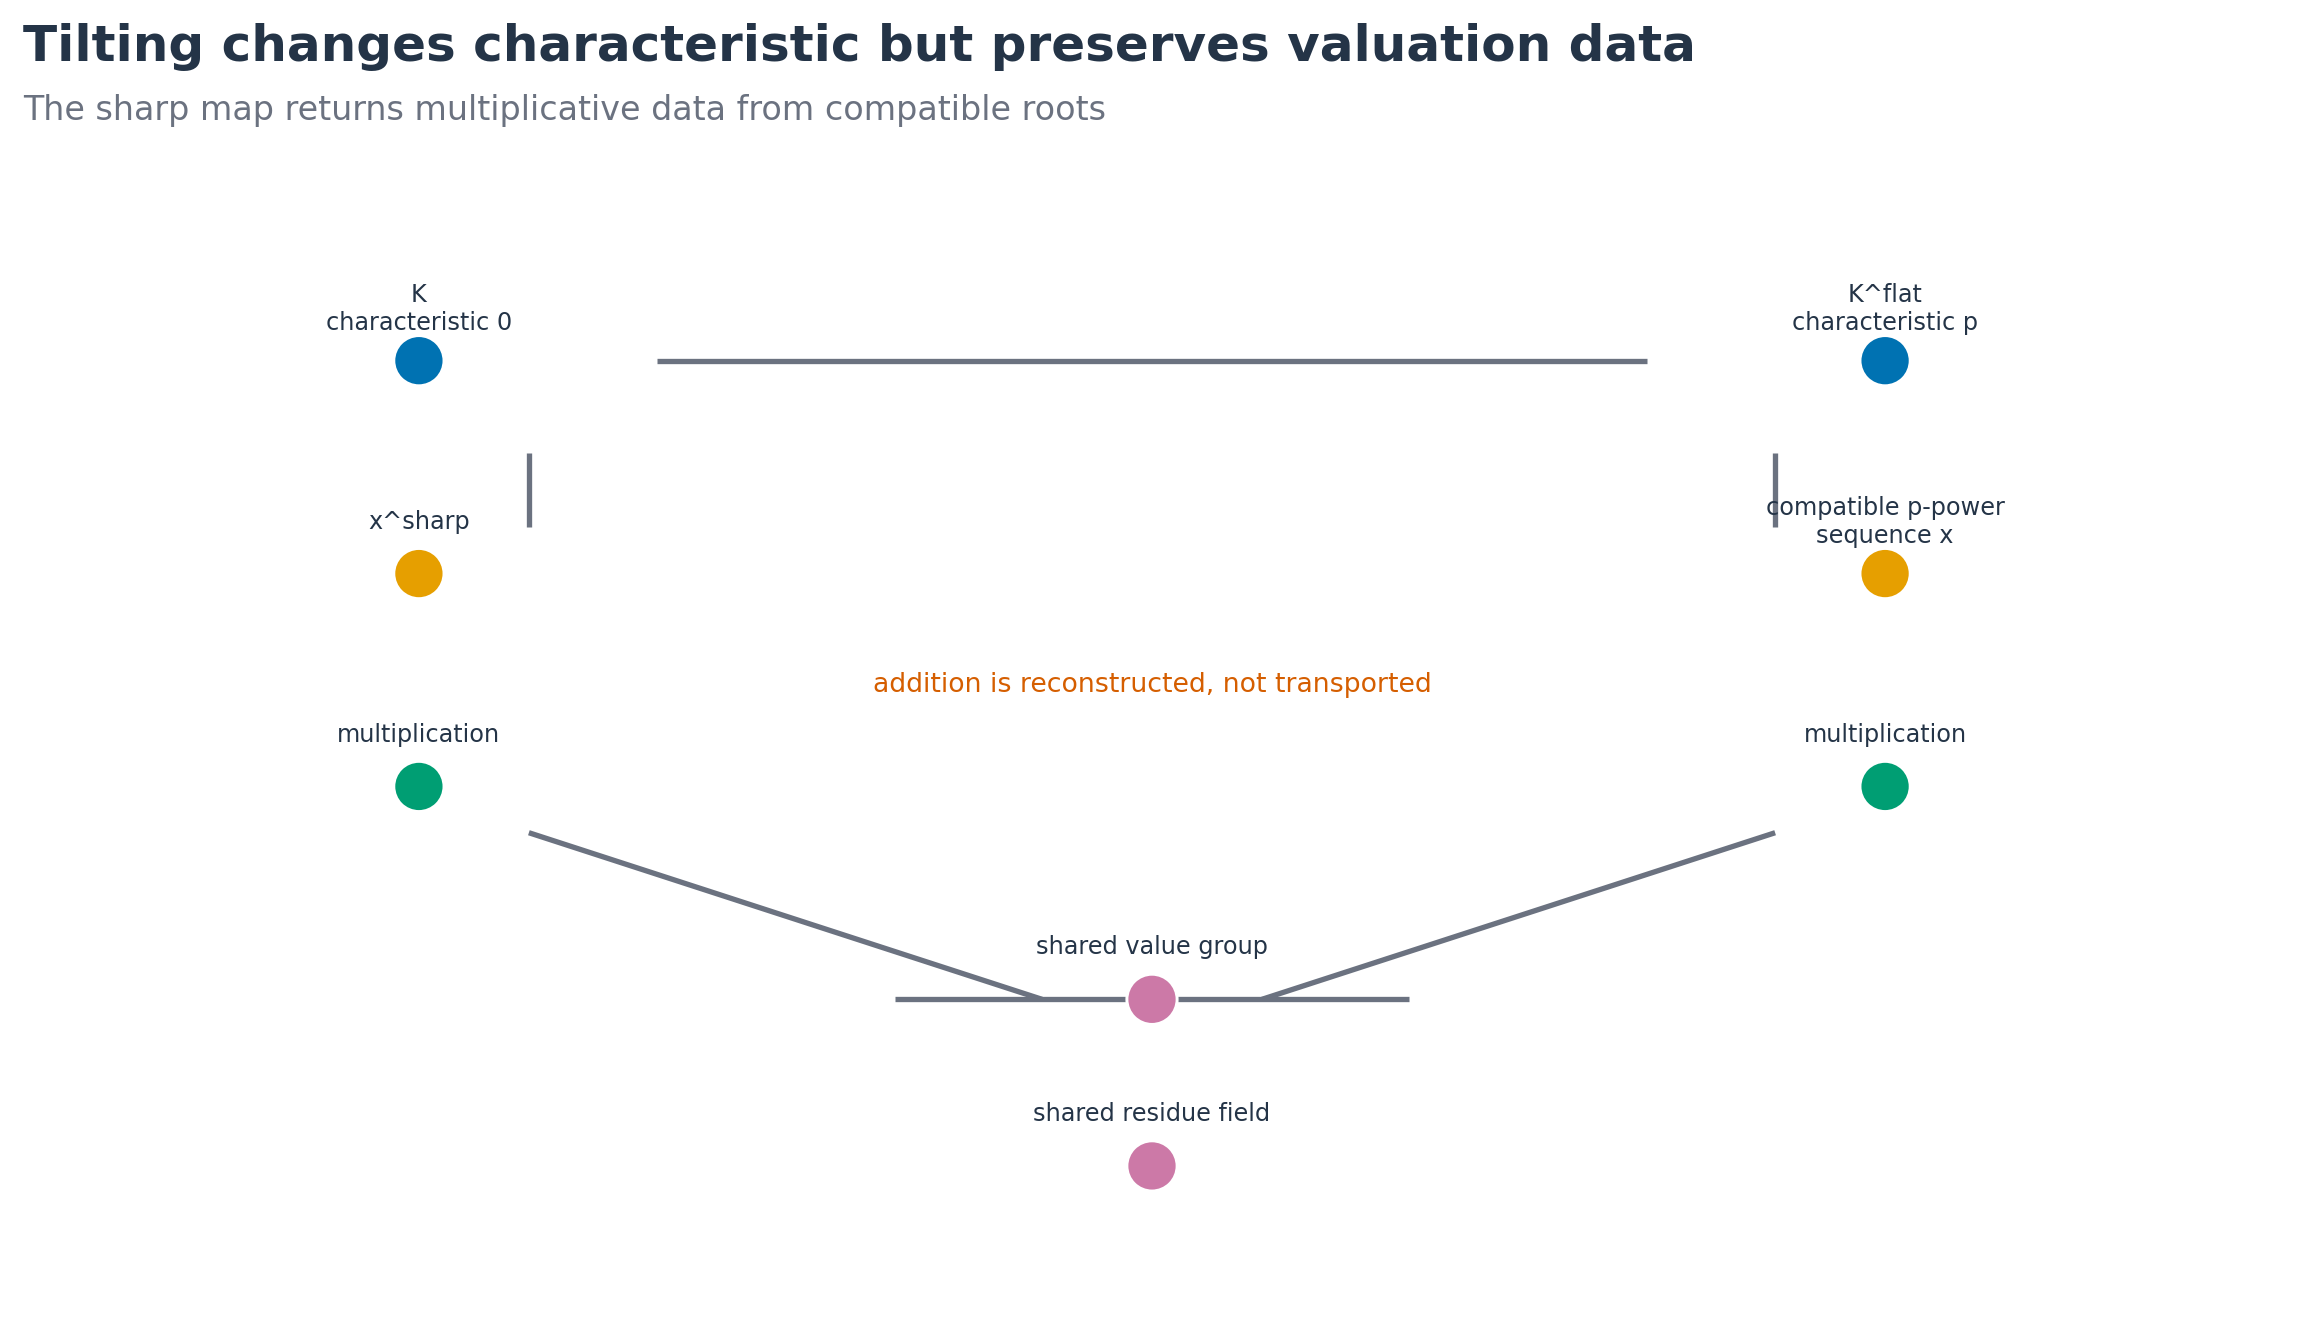 Tilting changes characteristic but preserves valuation data
The sharp map returns multiplicative data from compatible roots
K
characteristic 0
K^flat
characteristic p
x^sharp
compatible p-power
sequence x
addition is reconstructed, not transported
multiplication
multiplication
shared value group
shared residue field